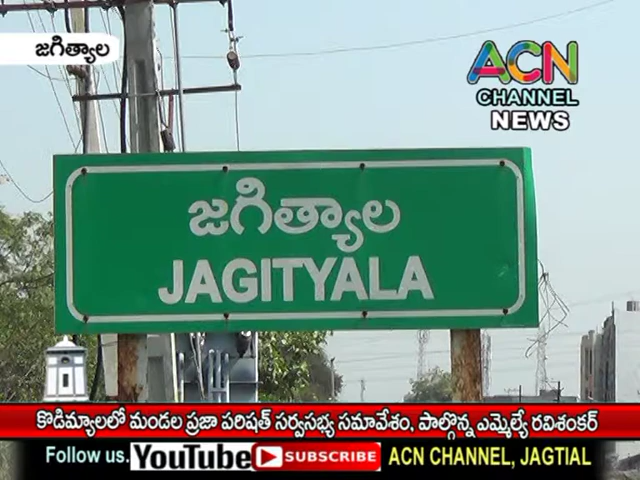 జగిత్యాల
ACN
CHANNEL
NEWS
జగిత్యాల
JAGITYALA
కొడిమ్యాలలో మండల ప్రజా పరిషత్ సర్వసభ్య సమావేశం, పాల్గొన్న ఎమ్మెల్యే రవిశంకర్
Follow us. YouTube SUBSCRIBE ACN CHANNEL, JAGTIAL